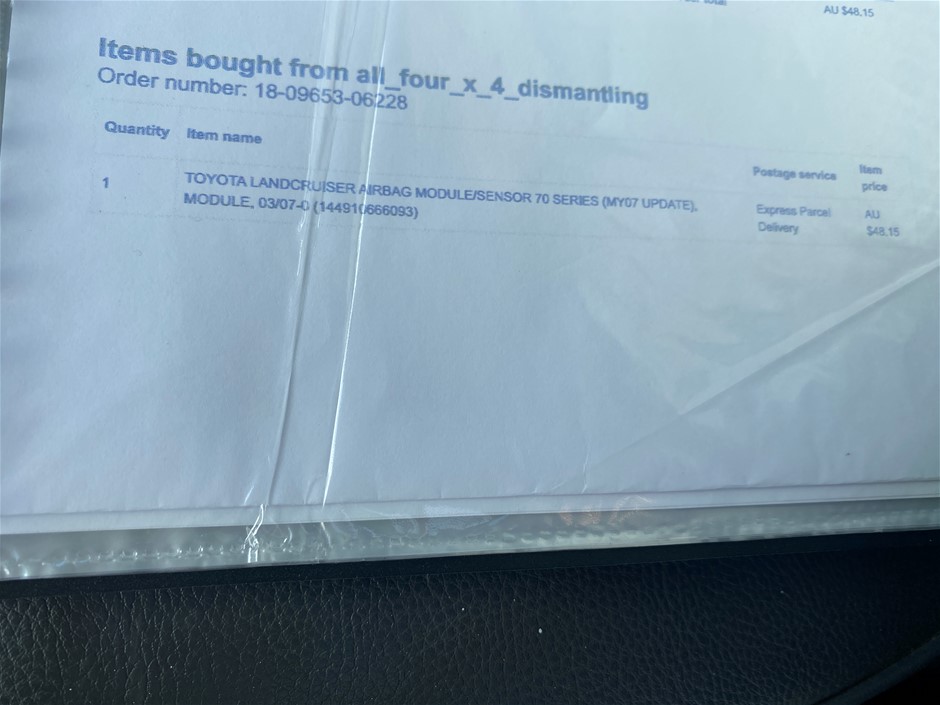 AU $48.15
Items bought from all_four_x_4_dismantling
Order number: 18-09653-06228
Quantity Item name Postage service Item price
1 TOYOTA LANDCRUISER AIRBAG MODULE/SENSOR 70 SERIES (MY07 UPDATE),
MODULE, 03/07-0 (144910666093)
Express Parcel
Delivery
AU
$48.15